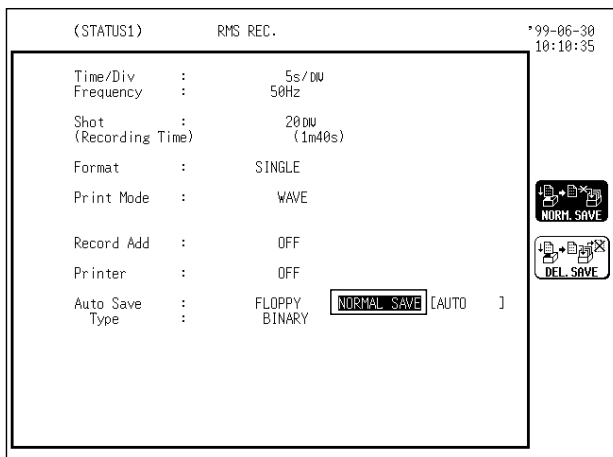 (STATUS1) RMS REC. '99-06-30
10:10:35
Time/Div : 5s/DIV
Frequency : 50Hz
Shot : 20DIV
(Recording Time) (1m40s)
Format : SINGLE
Print Mode : WAVE
NORM. SAVE
Record Add : OFF
Printer : OFF
DEL. SAVE
Auto Save : FLOPPY NORMAL SAVE [AUTO ]
Type : BINARY